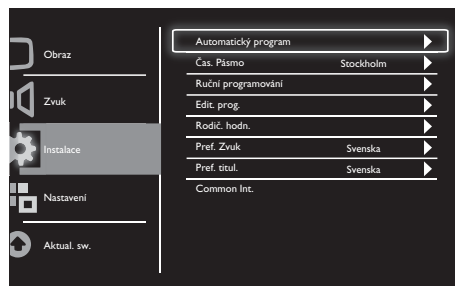 Obraz
Zvuk
Instalace
Nastavení
Aktual. sw.
Automatický program
Čas. Pásmo Stockholm
Ruční programování
Edit. prog.
Rodič. hodn.
Pref. Zvuk Svenska
Pref. titul. Svenska
Common Int.